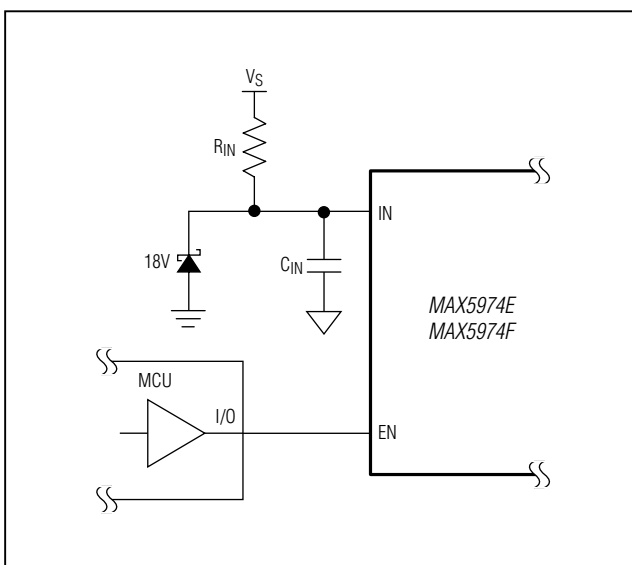 VS
RIN
IN
18V
CIN
MAX5974E
MAX5974F
MCU
I/O
EN